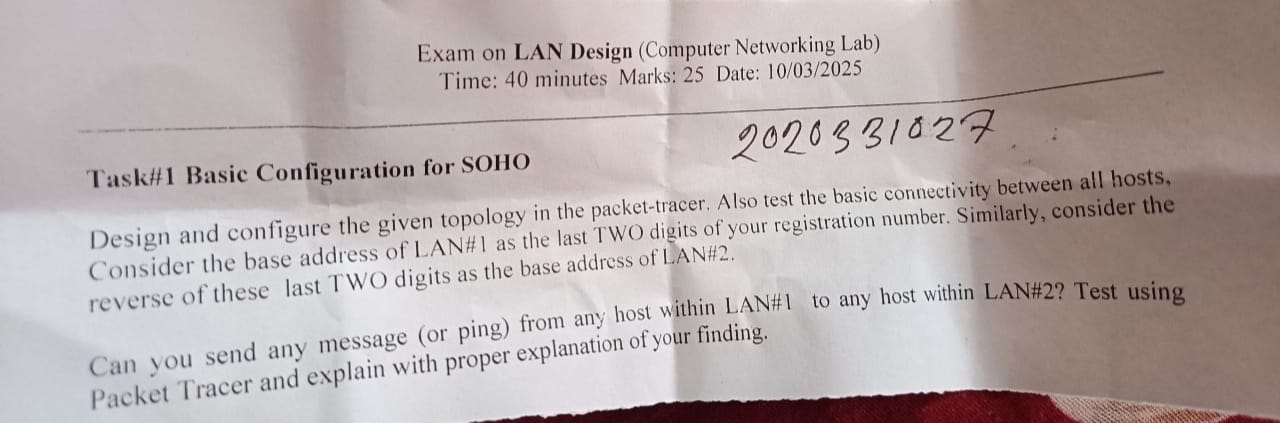 Exam on LAN Design (Computer Networking Lab)
Time: 40 minutes Marks: 25 Date: 10/03/2025
2020331027
Task#1 Basic Configuration for SOHO
Design and configure the given topology in the packet-tracer. Also test the basic connectivity between all hosts,
Consider the base address of LAN#1 as the last TWO digits of your registration number. Similarly, consider the
reverse of these last TWO digits as the base address of LAN#2.
Can you send any message (or ping) from any host within LAN#1 to any host within LAN#2? Test using
Packet Tracer and explain with proper explanation of your finding.